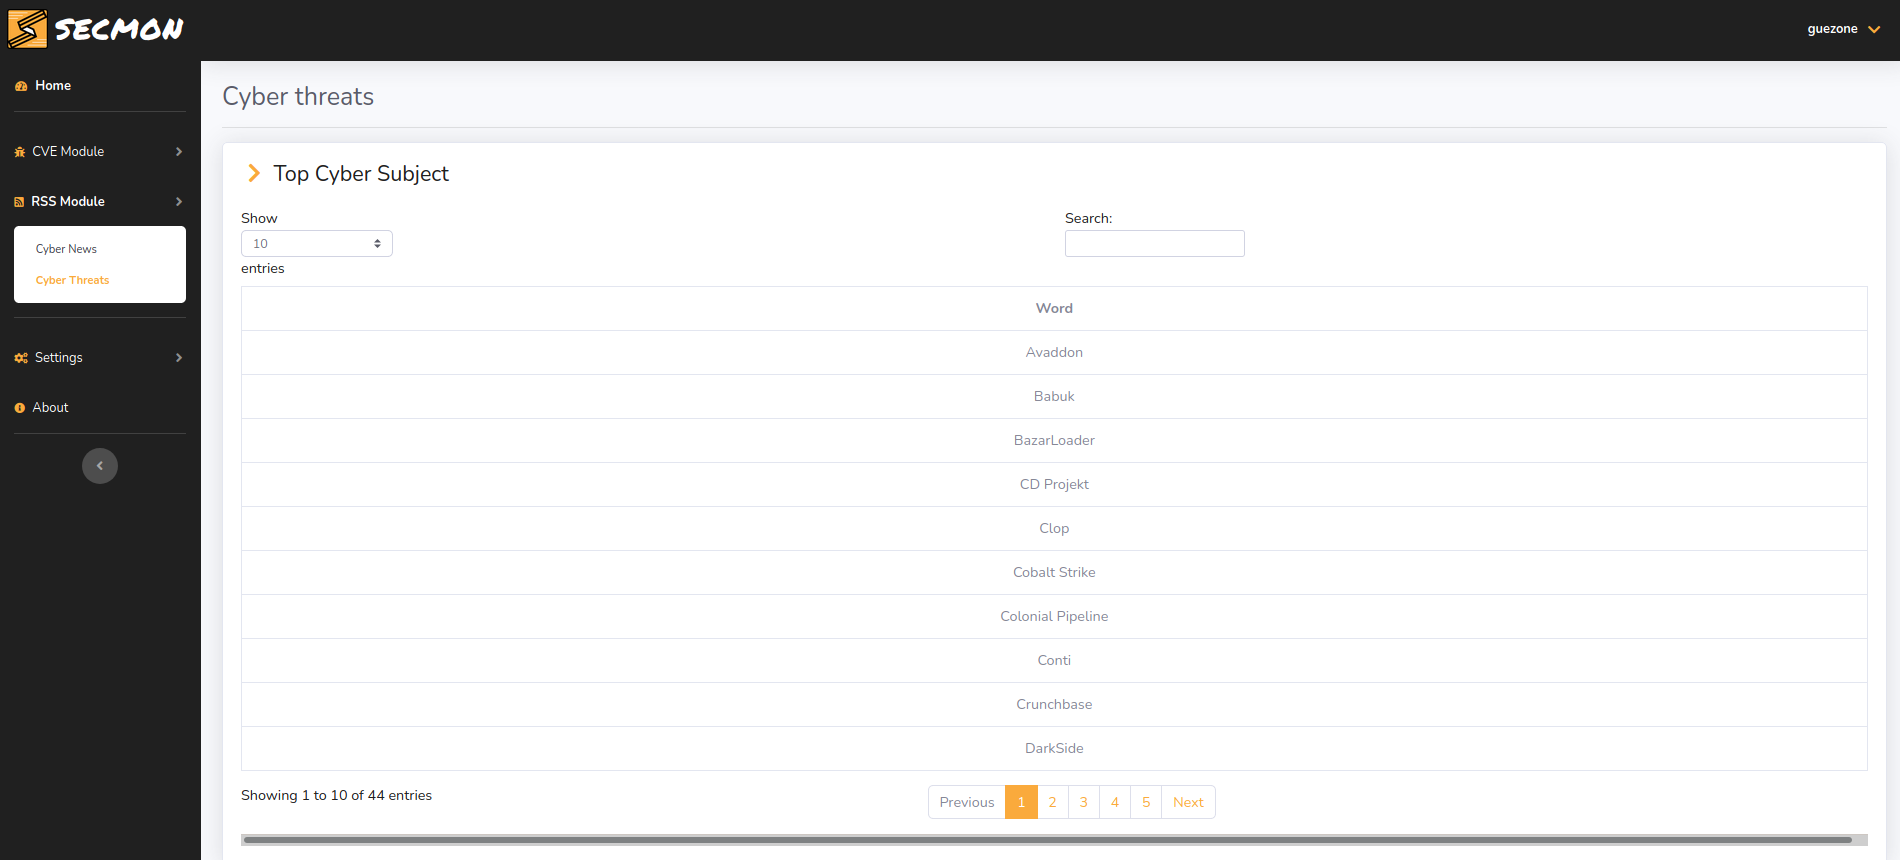 SECMON
guezone
Home
CVE Module
RSS Module
Cyber News
Cyber Threats
Settings
About
Cyber threats
Top Cyber Subject
Show
10
entries
Search:
Word
Avaddon
Babuk
BazarLoader
CD Projekt
Clop
Cobalt Strike
Colonial Pipeline
Conti
Crunchbase
DarkSide
Showing 1 to 10 of 44 entries
Previous 1 2 3 4 5 Next